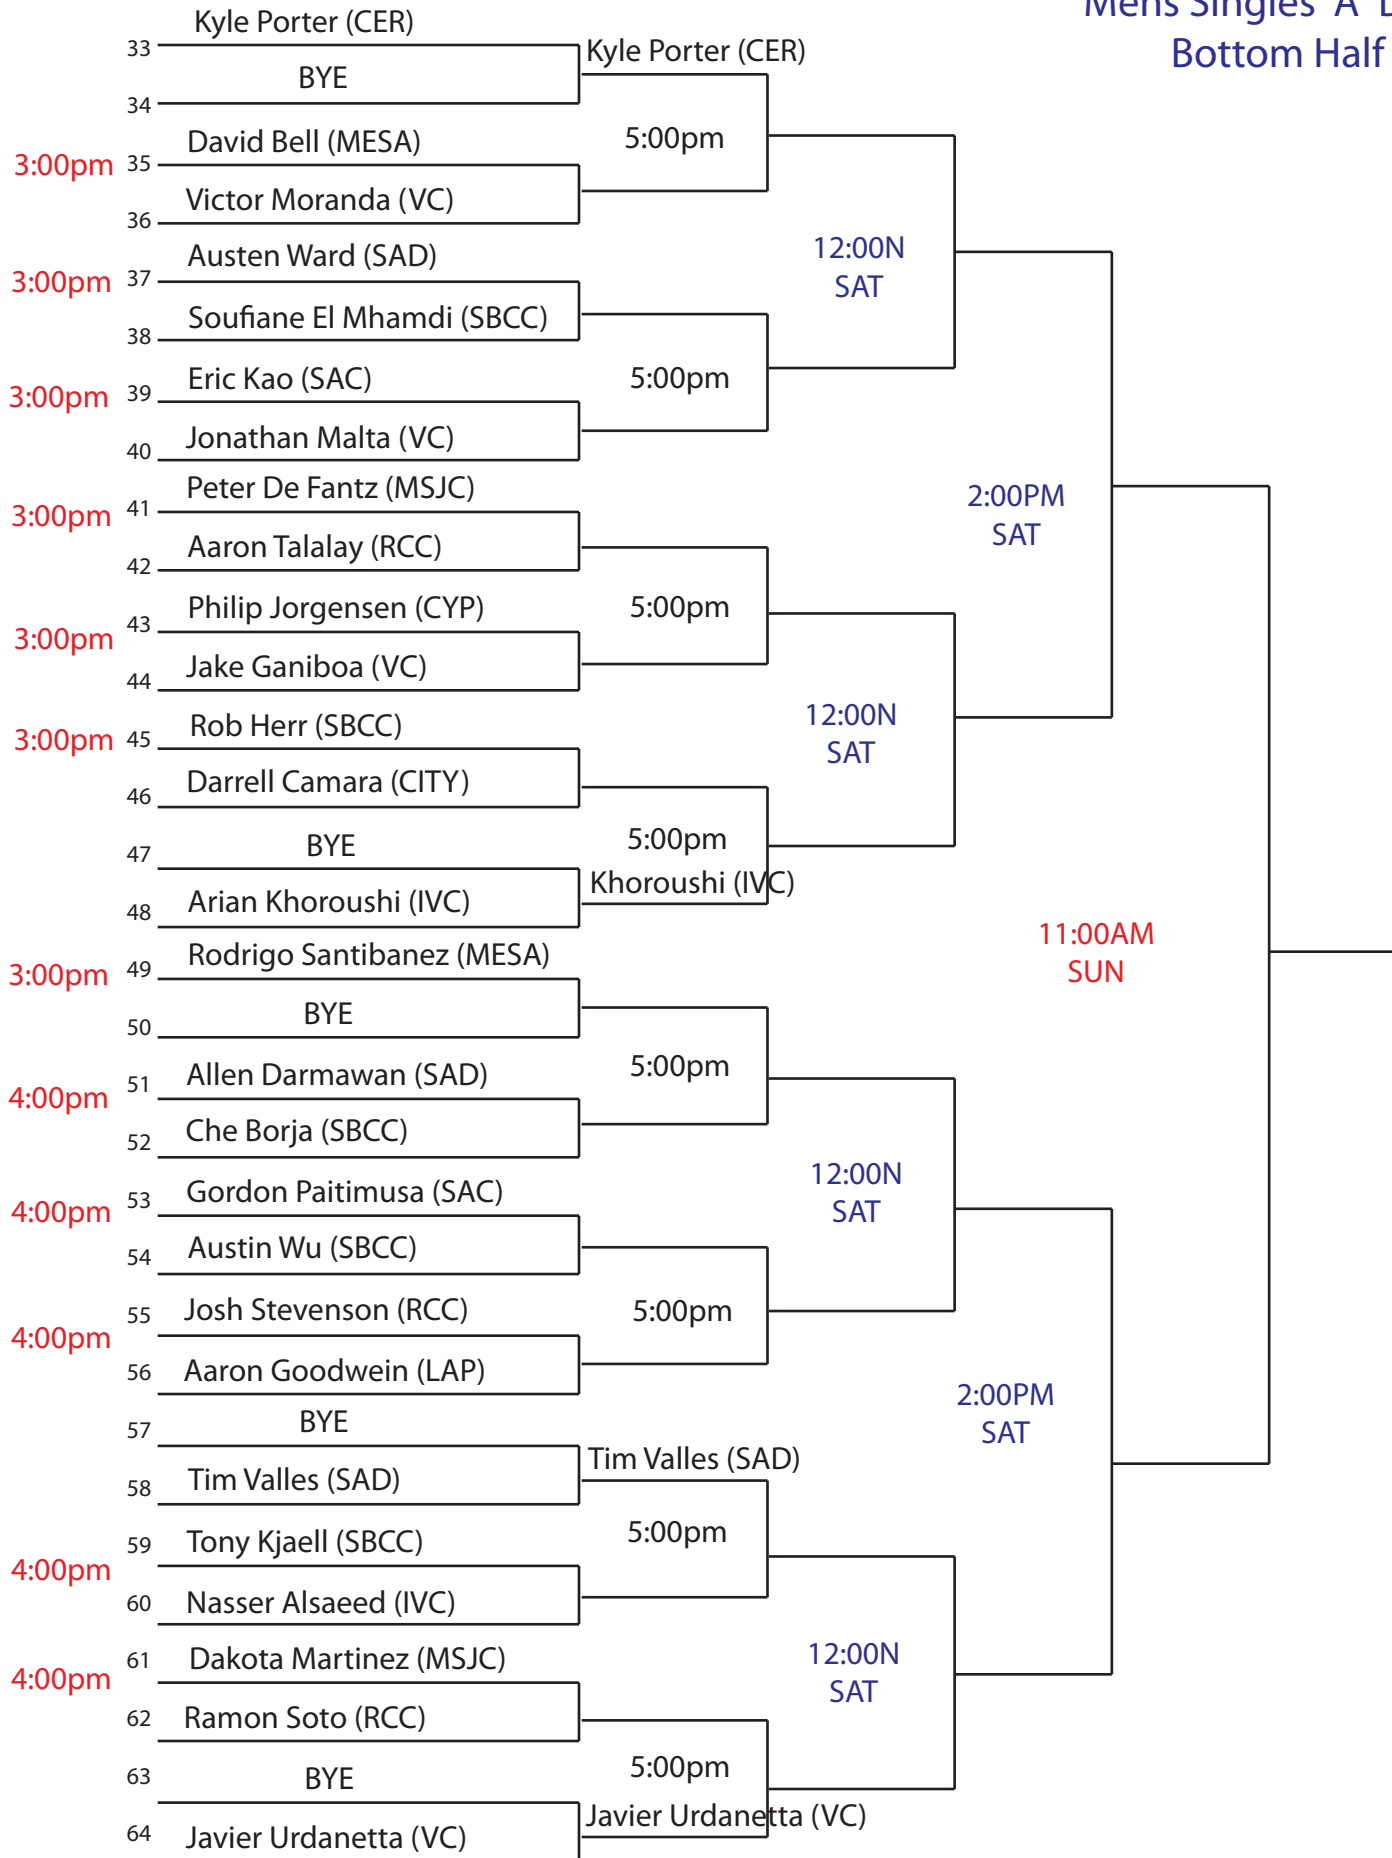 Mens Singles "A"
Bottom Half
Kyle Porter (CER)
33
Kyle Porter (CER)
BYE
34
David Bell (MESA)
5:00pm
3:00pm 35
Victor Moranda (VC)
36
Austen Ward (SAD)
12:00N
SAT
3:00pm 37
Soufiane El Mhamdi (SBCC)
38
Eric Kao (SAC)
5:00pm
3:00pm 39
Jonathan Malta (VC)
40
Peter De Fantz (MSJC)
2:00PM
SAT
3:00pm 41
Aaron Talalay (RCC)
42
Philip Jorgensen (CYP)
5:00pm
3:00pm 43
Jake Ganiboa (VC)
44
Rob Herr (SBCC)
12:00N
SAT
3:00pm 45
Darrell Camara (CITY)
46
BYE
5:00pm
47
Khoroushi (IVC)
Arian Khoroushi (IVC)
48
11:00AM
SUN
Rodrigo Santibanez (MESA)
3:00pm 49
BYE
50
Allen Darmawan (SAD)
5:00pm
4:00pm 51
Che Borja (SBCC)
52
Gordon Paitimusa (SAC)
12:00N
SAT
4:00pm 53
Austin Wu (SBCC)
54
Josh Stevenson (RCC)
5:00pm
4:00pm 55
Aaron Goodwein (LAP)
56
2:00PM
SAT
BYE
57
Tim Valles (SAD)
Tim Valles (SAD)
58
5:00pm
Tony Kjaell (SBCC)
4:00pm 59
Nasser Alsaeed (IVC)
60
Dakota Martinez (MSJC)
12:00N
SAT
4:00pm 61
Ramon Soto (RCC)
62
5:00pm
BYE
63
Javier Urdanetta (VC)
Javier Urdanetta (VC)
64